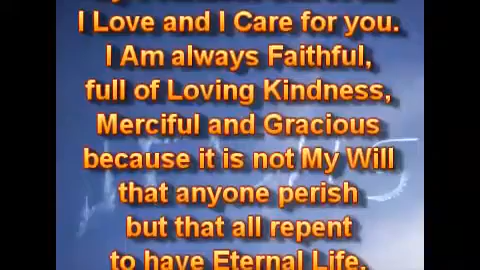 I Love and I Care for you.
I Am always Faithful,
full of Loving Kindness,
Merciful and Gracious
because it is not My Will
that anyone perish
but that all repent
to have Eternal Life.